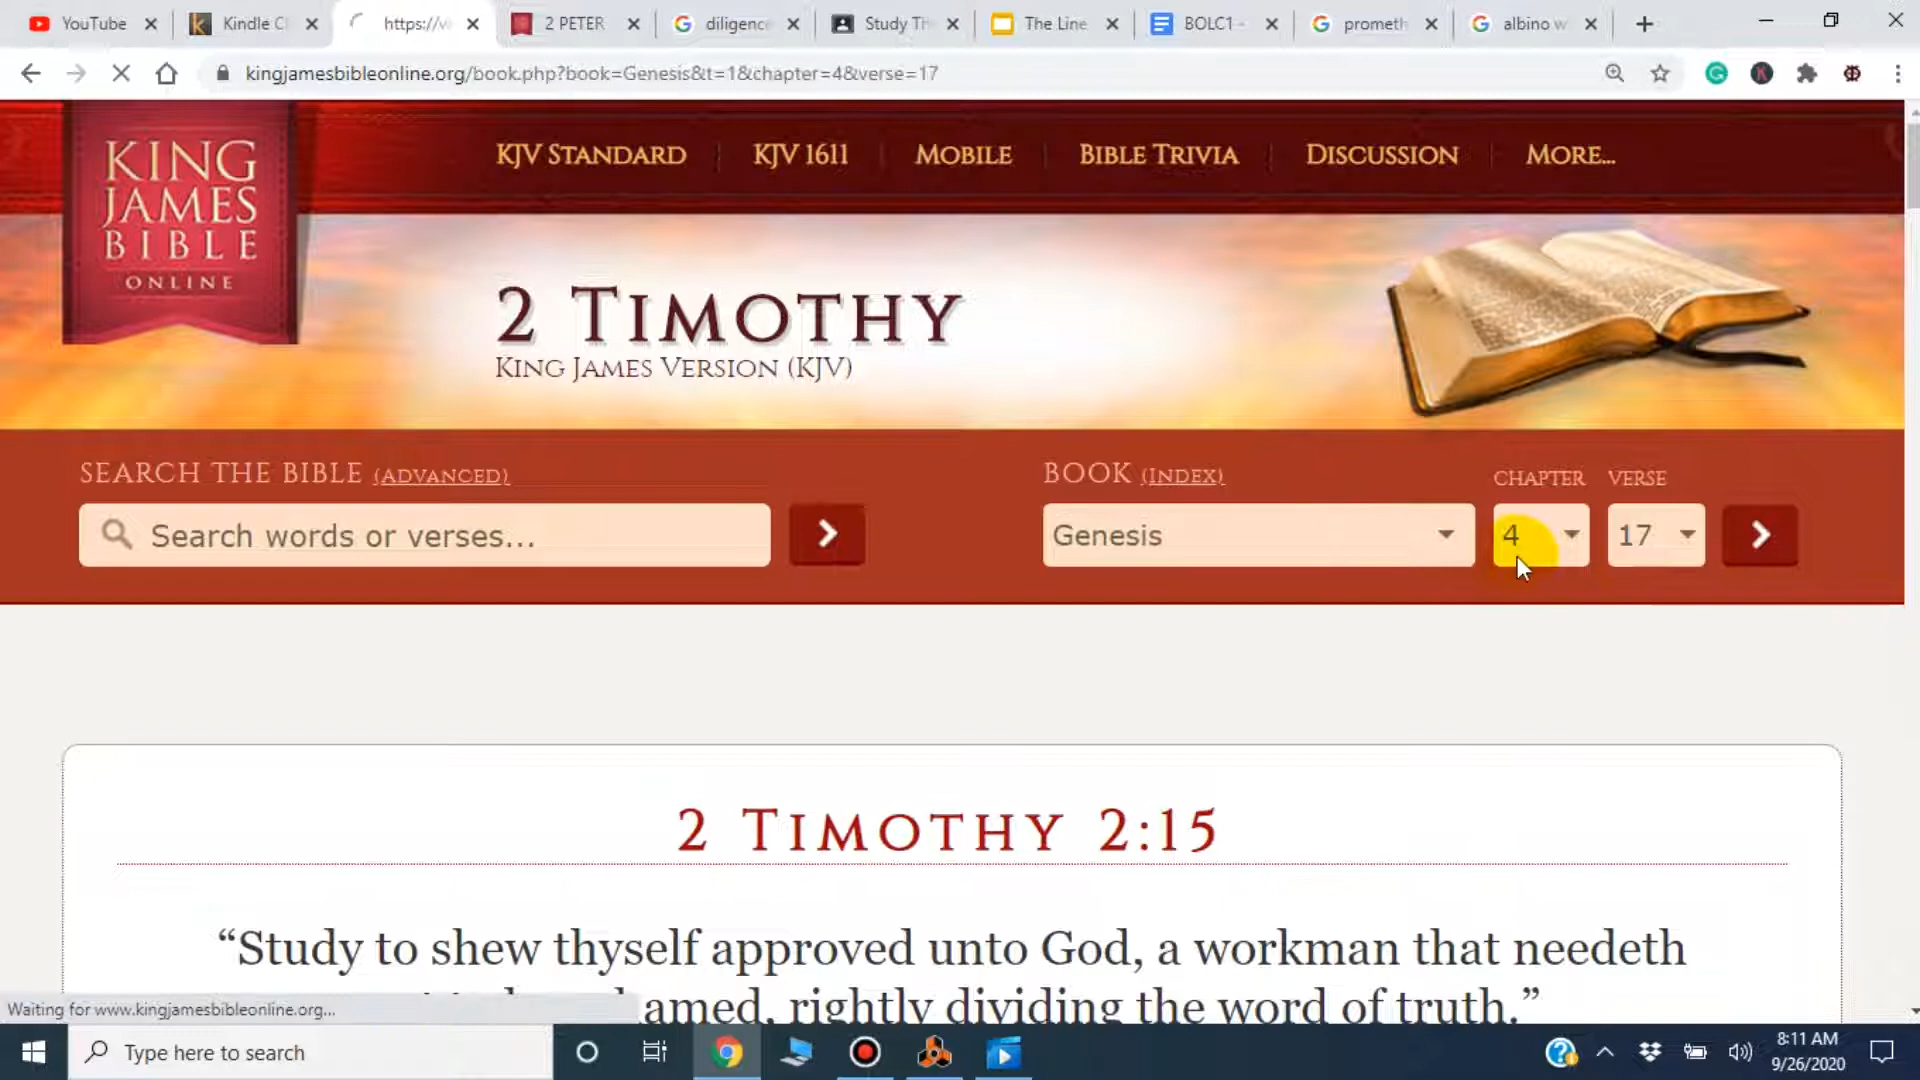 YouTube
Kindle C
https://w
2 PETER
diligence
Study Th
The Line
BOLC1 -
prometh
albino w
kingjamesbibleonline.org/book.php?book=Genesis&t=1&chapter=4&verse=17
KING
JAMES
BIBLE
ONLINE
KJV STANDARD
KJV 1611
MOBILE
BIBLE TRIVIA
DISCUSSION
MORE...
2 TIMOTHY
KING JAMES VERSION (KJV)
SEARCH THE BIBLE (ADVANCED)
BOOK (INDEX)
CHAPTER
VERSE
Search words or verses...
Genesis
4
17
2 TIMOTHY 2:15
“Study to shew thyself approved unto God, a workman that needeth
amed, rightly dividing the word of truth.”
Waiting for www.kingjamesbibleonline.org...
Type here to search
8:11 AM
9/26/2020